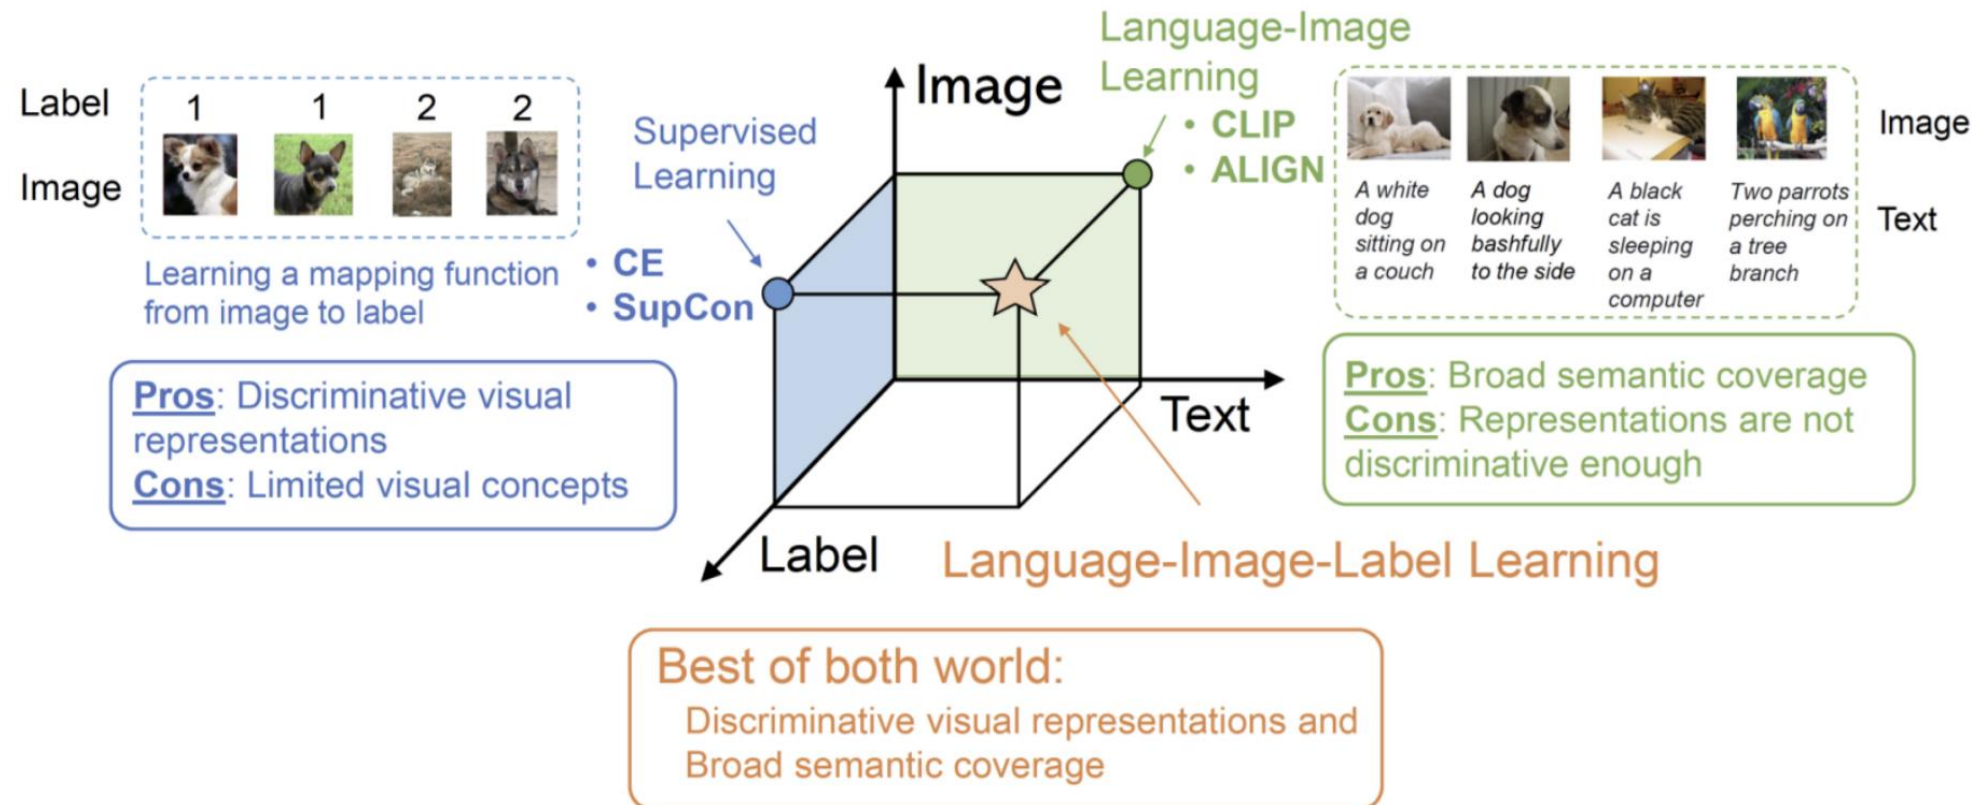 Label
1 1 2 2
Image
Learning a mapping function
from image to label
Supervised
Learning
• CE
• SupCon
Pros: Discriminative visual
representations
Cons: Limited visual concepts
Image
Text
Label
Language-Image
Learning
• CLIP
• ALIGN
Image
Text
A white
dog
sitting on
a couch
A dog
looking
bashfully
to the side
A black
cat is
sleeping
on a
computer
Two parrots
perching on
a tree
branch
Pros: Broad semantic coverage
Cons: Representations are not
discriminative enough
Language-Image-Label Learning
Best of both world:
Discriminative visual representations and
Broad semantic coverage